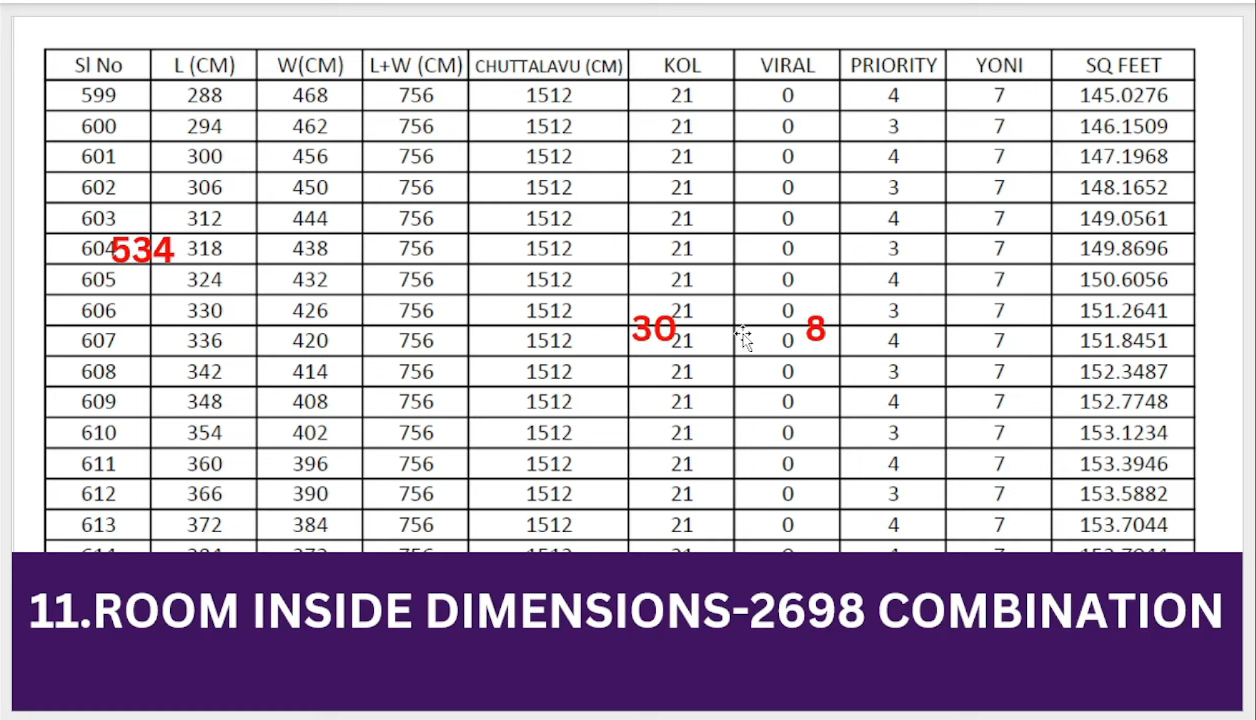 Sl No L (CM) W(CM) L+W (CM) CHUTTALAVU (CM) KOL VIRAL PRIORITY YONI SQ FEET
599 288 468 756 1512 21 0 4 7 145.0276
600 294 462 756 1512 21 0 3 7 146.1509
601 300 456 756 1512 21 0 4 7 147.1968
602 306 450 756 1512 21 0 3 7 148.1652
603 312 444 756 1512 21 0 4 7 149.0561
604 318 438 756 1512 21 0 3 7 149.8696
534
605 324 432 756 1512 21 0 4 7 150.6056
606 330 426 756 1512 21 0 3 7 151.2641
30 8
607 336 420 756 1512 21 0 4 7 151.8451
608 342 414 756 1512 21 0 3 7 152.3487
609 348 408 756 1512 21 0 4 7 152.7748
610 354 402 756 1512 21 0 3 7 153.1234
611 360 396 756 1512 21 0 4 7 153.3946
612 366 390 756 1512 21 0 3 7 153.5882
613 372 384 756 1512 21 0 4 7 153.7044
11.ROOM INSIDE DIMENSIONS-2698 COMBINATION